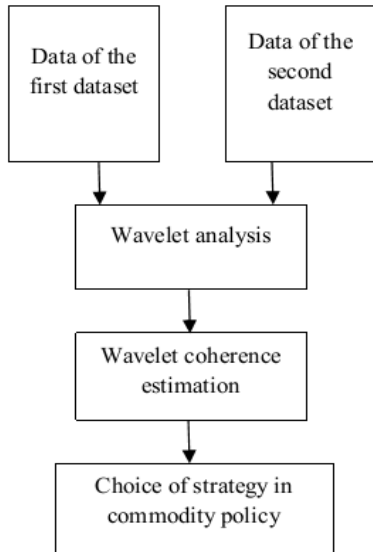 Data of the
first dataset
Data of the
second
dataset
Wavelet analysis
Wavelet coherence
estimation
Choice of strategy in
commodity policy